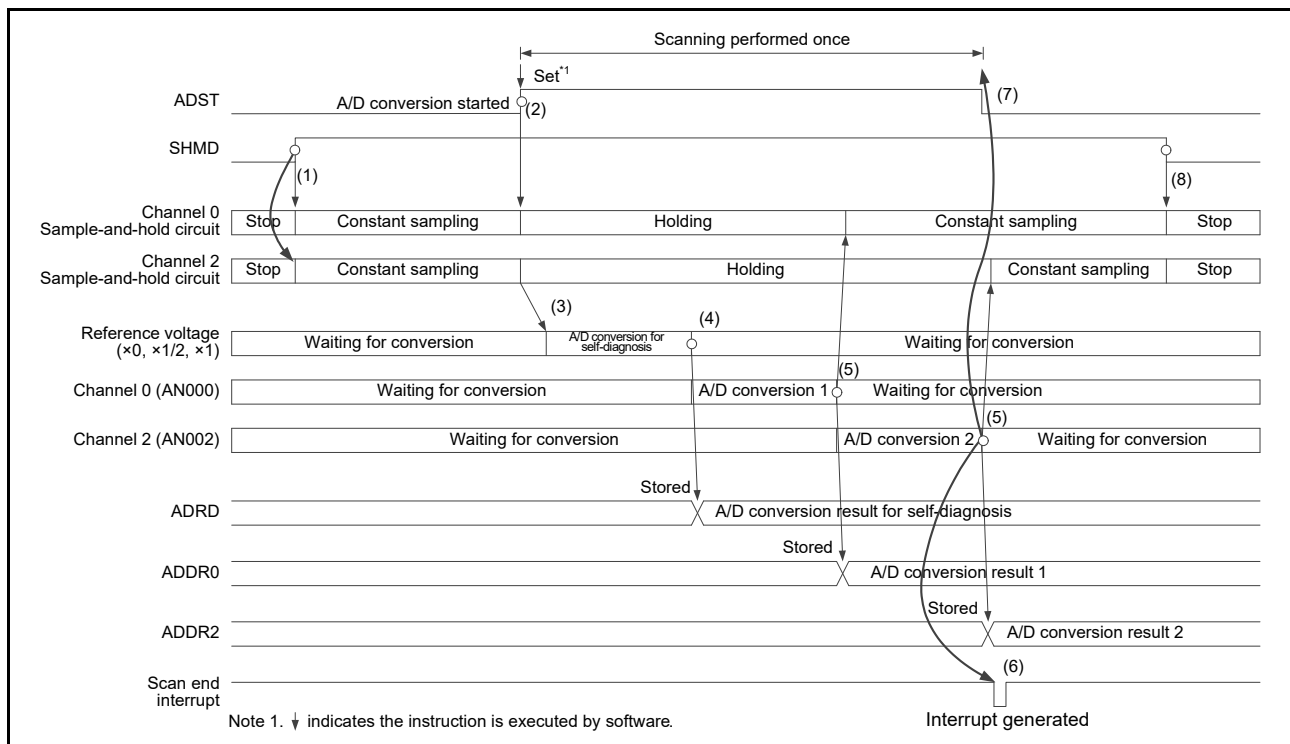 Scanning performed once
Set*1
ADST
A/D conversion started
(2)
(7)
SHMD
(1)
(8)
Channel 0
Sample-and-hold circuit
Stop
Constant sampling
Holding
Constant sampling
Stop
Channel 2
Sample-and-hold circuit
Stop
Constant sampling
Holding
Constant sampling
Stop
(3)
(4)
Reference voltage
(×0, ×1/2, ×1)
Waiting for conversion
A/D conversion for
self-diagnosis
Waiting for conversion
(5)
Channel 0 (AN000)
Waiting for conversion
A/D conversion 1
Waiting for conversion
(5)
Channel 2 (AN002)
Waiting for conversion
A/D conversion 2
Waiting for conversion
Stored
ADRD
A/D conversion result for self-diagnosis
Stored
ADDR0
A/D conversion result 1
Stored
ADDR2
A/D conversion result 2
(6)
Scan end
interrupt
Note 1. ↓ indicates the instruction is executed by software.
Interrupt generated